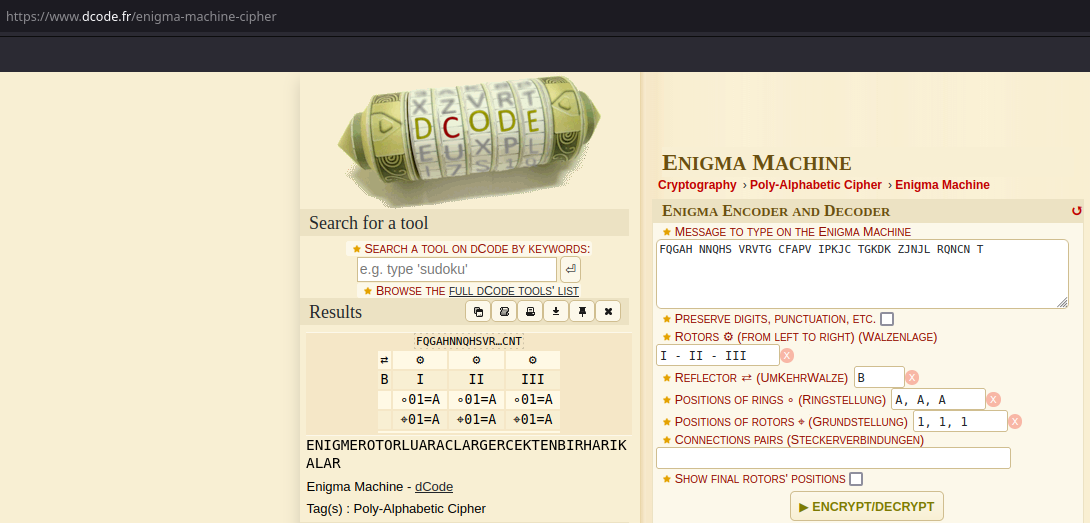 https://www.dcode.fr/enigma-machine-cipher
X Z V R T
D C O D E
E U X P L
Search for a tool
★ SEARCH A TOOL ON DCODE BY KEYWORDS:
e.g. type 'sudoku'
★ BROWSE THE FULL DCODE TOOLS' LIST
Results
FQGAHNNQHSVR…CNT
⇄ ⚙ ⚙ ⚙
B I II III
∘01=A ∘01=A ∘01=A
⌖01=A ⌖01=A ⌖01=A
ENIGMEROTORLUARACLARGERCEKTENBIRHARIK
ALAR
Enigma Machine - dCode
Tag(s) : Poly-Alphabetic Cipher
ENIGMA MACHINE
Cryptography › Poly-Alphabetic Cipher › Enigma Machine
ENIGMA ENCODER AND DECODER
★ MESSAGE TO TYPE ON THE ENIGMA MACHINE
FQGAH NNQHS VRVTG CFAPV IPKJC TGKDK ZJNJL RQNCN T
★ PRESERVE DIGITS, PUNCTUATION, ETC.
★ ROTORS ⚙ (FROM LEFT TO RIGHT) (WALZENLAGE)
I - II - III X
★ REFLECTOR ⇄ (UMKEHRWALZE) B X
★ POSITIONS OF RINGS ∘ (RINGSTELLUNG) A, A, A X
★ POSITIONS OF ROTORS ⌖ (GRUNDSTELLUNG) 1, 1, 1 X
★ CONNECTIONS PAIRS (STECKERVERBINDUNGEN)
★ SHOW FINAL ROTORS' POSITIONS
▶ ENCRYPT/DECRYPT